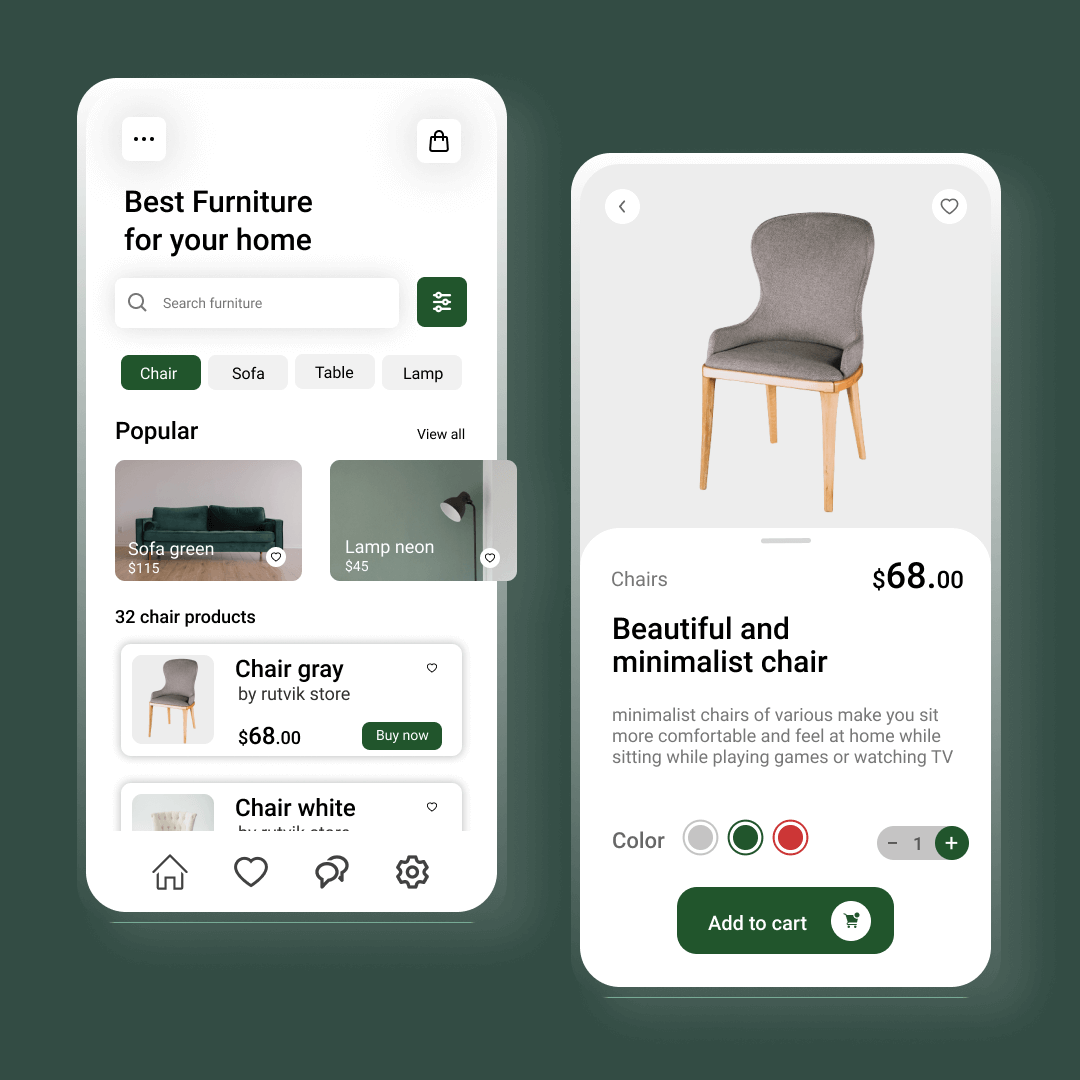 Best Furniture
for your home
Search furniture
Chair
Sofa
Table
Lamp
Popular
View all
Sofa green
$115
Lamp neon
$45
32 chair products
Chair gray
by rutvik store
$68.00
Buy now
Chair white
by rutvik store
Chairs
$68.00
Beautiful and
minimalist chair
minimalist chairs of various make you sit
more comfortable and feel at home while
sitting while playing games or watching TV
Color
− 1 +
Add to cart